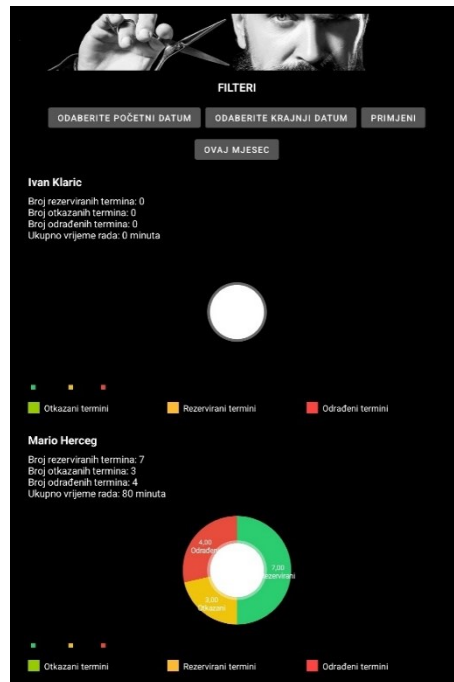 FILTERI
ODABERITE POČETNI DATUM ODABERITE KRAJNJI DATUM PRIMJENI
OVAJ MJESEC
Ivan Klaric
Broj rezerviranih termina: 0
Broj otkazanih termina: 0
Broj odrađenih termina: 0
Ukupno vrijeme rada: 0 minuta
Otkazani termini Rezervirani termini Odrađeni termini
Mario Herceg
Broj rezerviranih termina: 7
Broj otkazanih termina: 3
Broj odrađenih termina: 4
Ukupno vrijeme rada: 80 minuta
4,00
Odrađeni
7,00
rezervirani
3,00
Otkazani
Otkazani termini Rezervirani termini Odrađeni termini